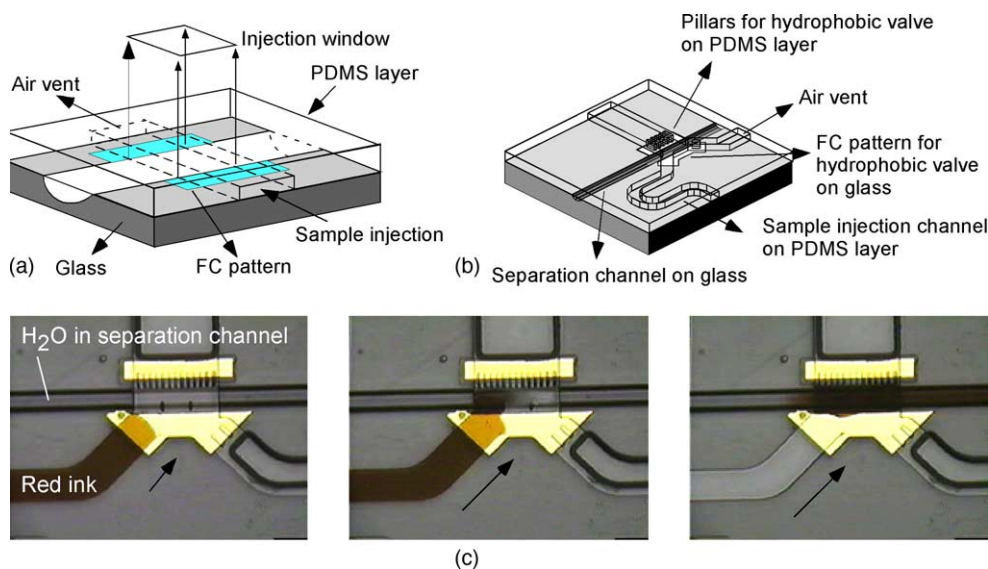 Injection window
PDMS layer
Air vent
Sample injection
(a)
Glass
FC pattern
Pillars for hydrophobic valve
on PDMS layer
Air vent
FC pattern for
hydrophobic valve
on glass
Sample injection channel
on PDMS layer
(b)
Separation channel on glass
H₂O in separation channel
Red ink
(c)